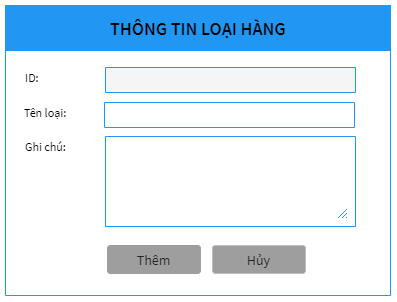 THÔNG TIN LOẠI HÀNG
ID:
Tên loại:
Ghi chú:
Thêm Hủy